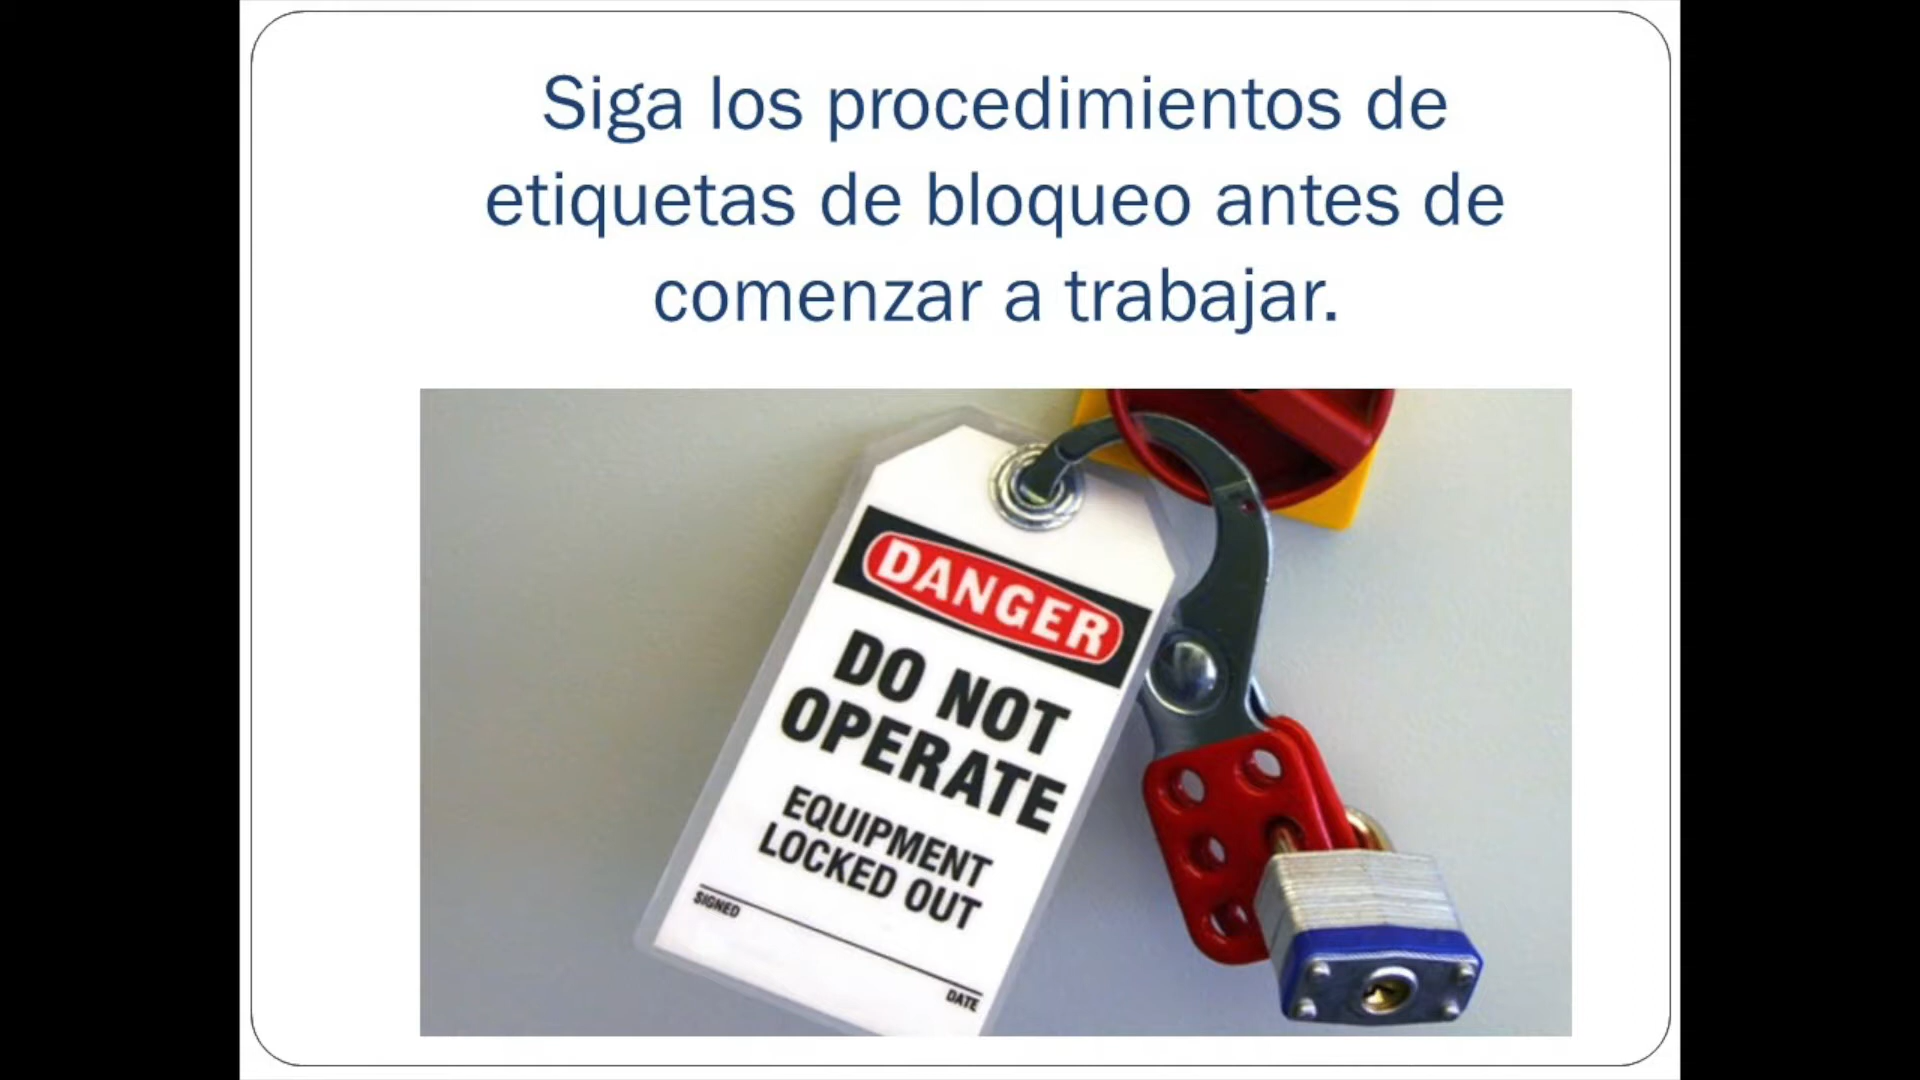 Siga los procedimientos de
etiquetas de bloqueo antes de
comenzar a trabajar.
DANGER
DO NOT
OPERATE
EQUIPMENT
LOCKED OUT
SIGNED
DATE